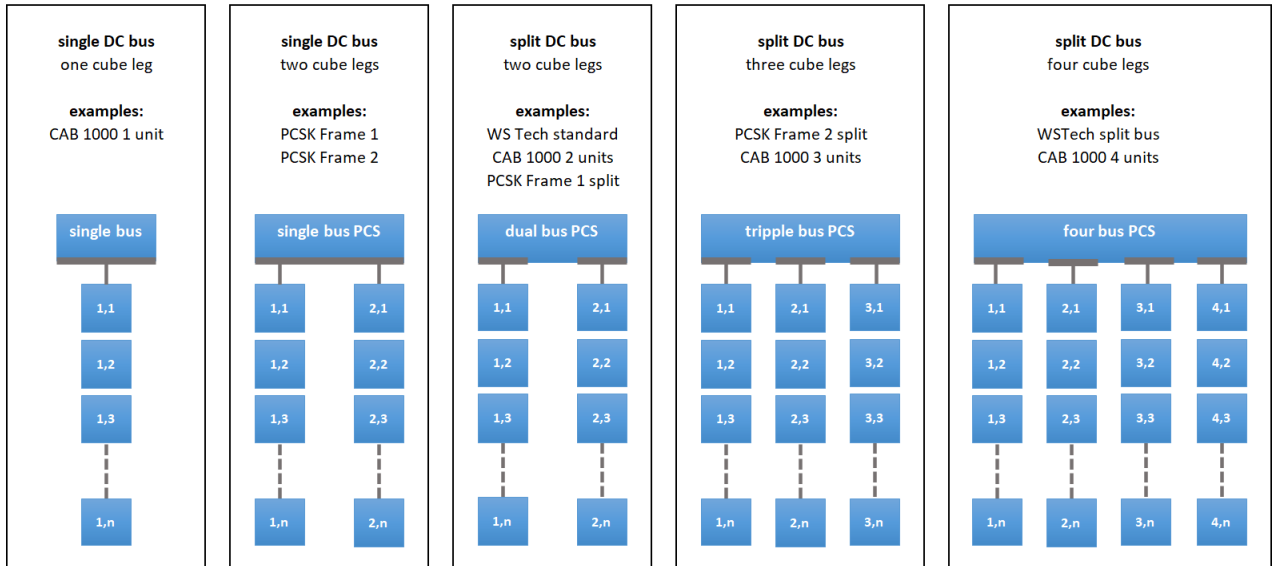 single DC bus
one cube leg
examples:
CAB 1000 1 unit
single bus
1,1
1,2
1,3
1,n
single DC bus
two cube legs
examples:
PCSK Frame 1
PCSK Frame 2
single bus PCS
1,1 2,1
1,2 2,2
1,3 2,3
1,n 2,n
split DC bus
two cube legs
examples:
WS Tech standard
CAB 1000 2 units
PCSK Frame 1 split
dual bus PCS
1,1 2,1
1,2 2,2
1,3 2,3
1,n 2,n
split DC bus
three cube legs
examples:
PCSK Frame 2 split
CAB 1000 3 units
tripple bus PCS
1,1 2,1 3,1
1,2 2,2 3,2
1,3 2,3 3,3
1,n 2,n 3,n
split DC bus
four cube legs
examples:
WSTech split bus
CAB 1000 4 units
four bus PCS
1,1 2,1 3,1 4,1
1,2 2,2 3,2 4,2
1,3 2,3 3,3 4,3
1,n 2,n 3,n 4,n